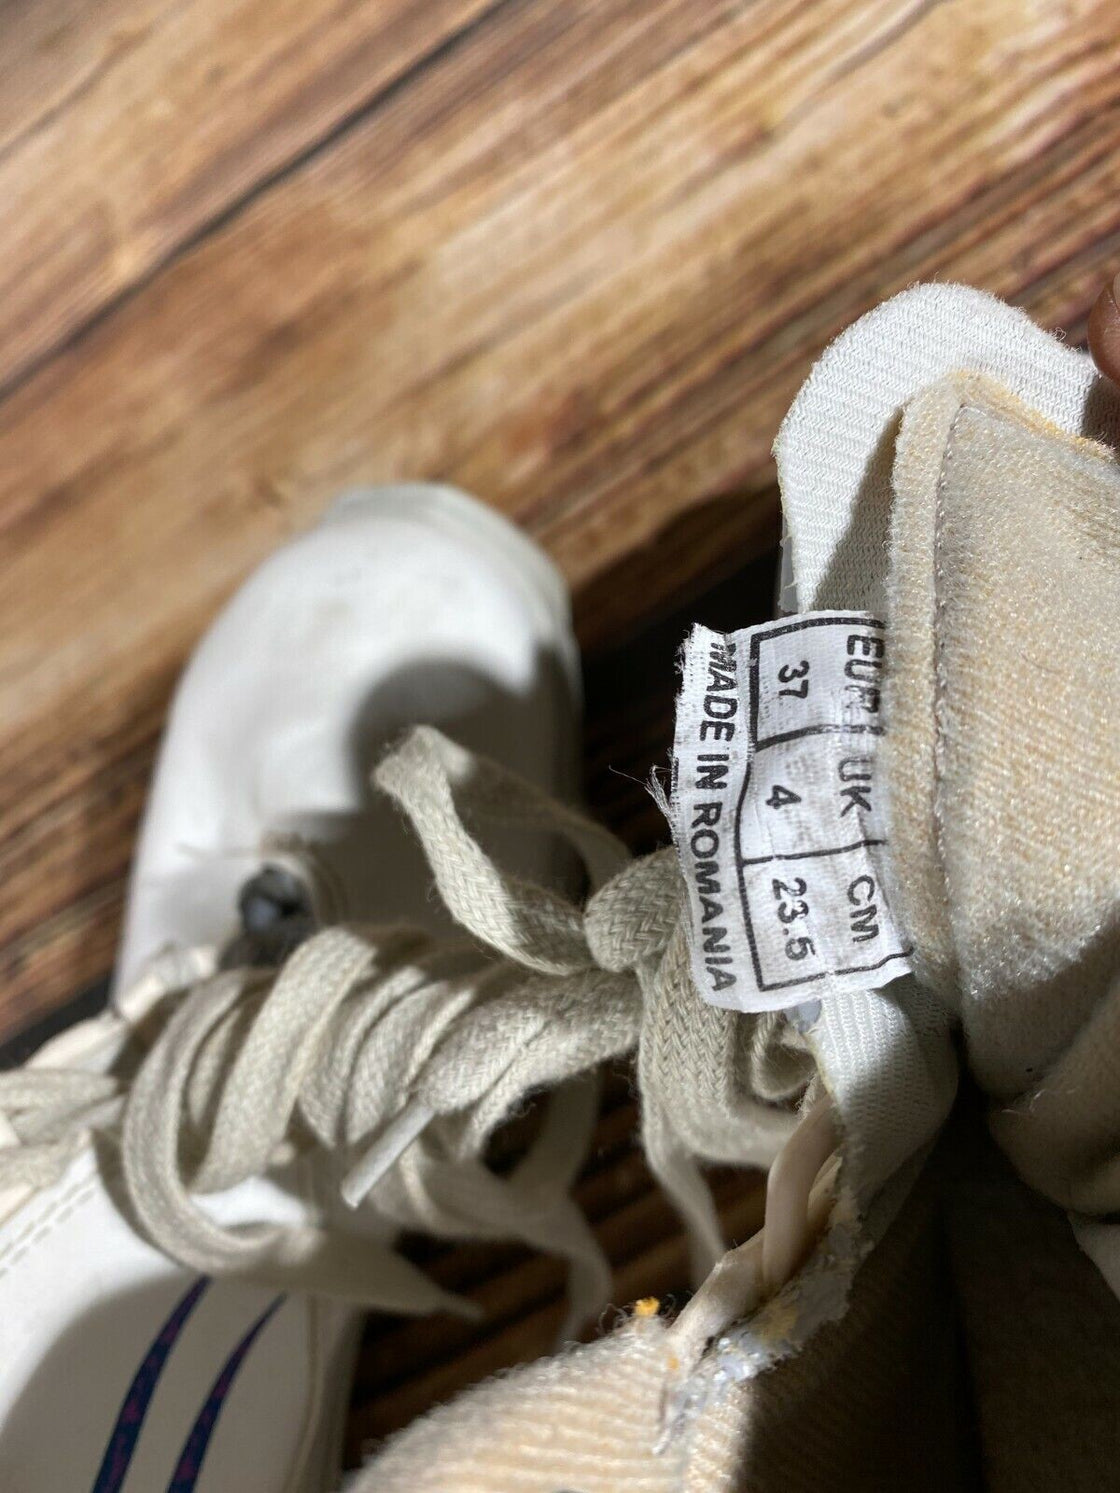 EUR UK CM
37 4 23.5
MADE IN ROMANIA